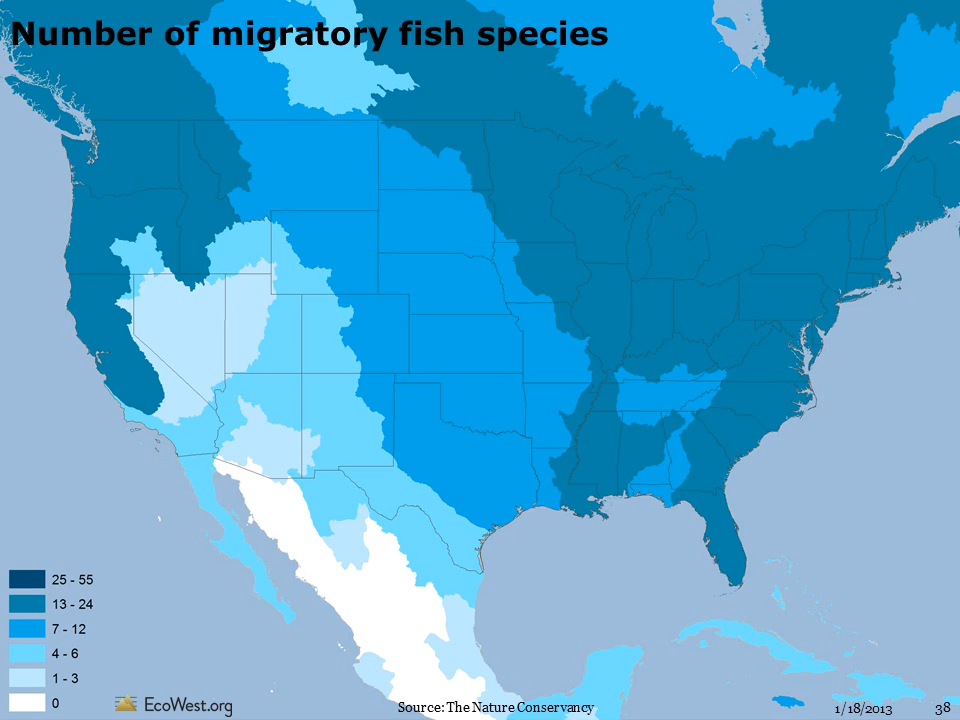 Number of migratory fish species
25 - 55
13 - 24
7 - 12
4 - 6
1 - 3
0
EcoWest.org
Source: The Nature Conservancy
1/18/2013
38